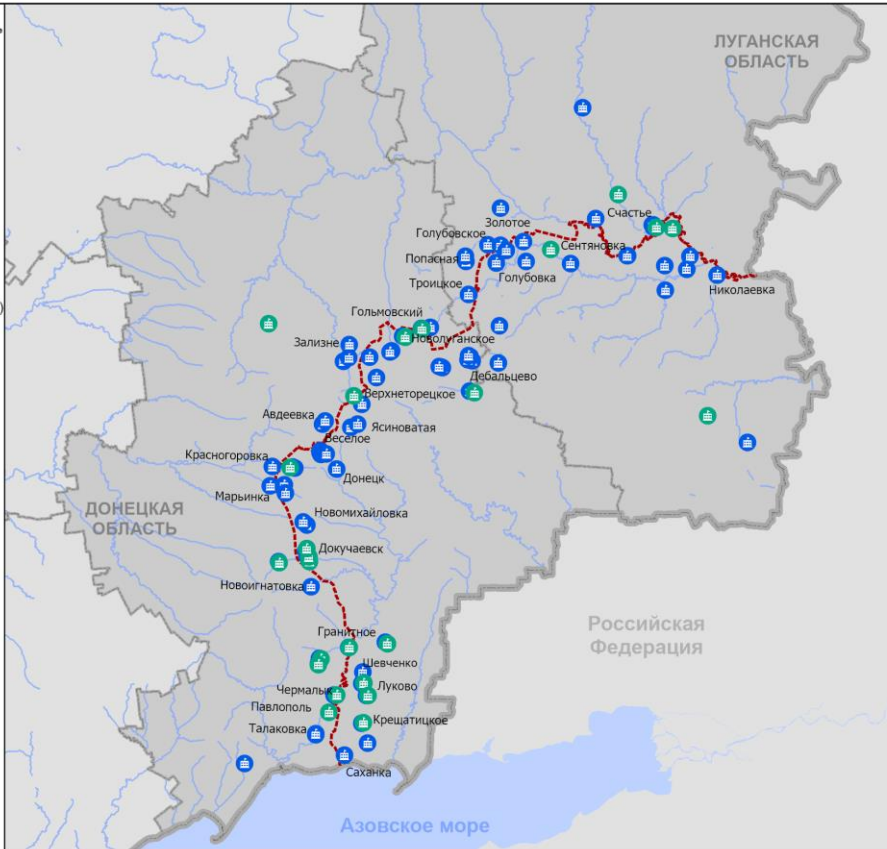 ЛУГАНСКАЯ
ОБЛАСТЬ
Счастье
Золотое
Голубовское
Сентяновка
Попасная
Голубовка
Николаевка
Троицкое
Гольмовский
Новолуганское
Зализне
Дебальцево
Верхнеторецкое
Авдеевка
Ясиноватая
Веселое
Красногоровка
Донецк
Марьинка
ДОНЕЦКАЯ
ОБЛАСТЬ
Новомихайловка
Докучаевск
Новоигнатовка
Российская
Федерация
Гранитное
Шевченко
Чермалык
Луково
Павлополь
Крещатицкое
Талаковка
Саханка
Азовское море